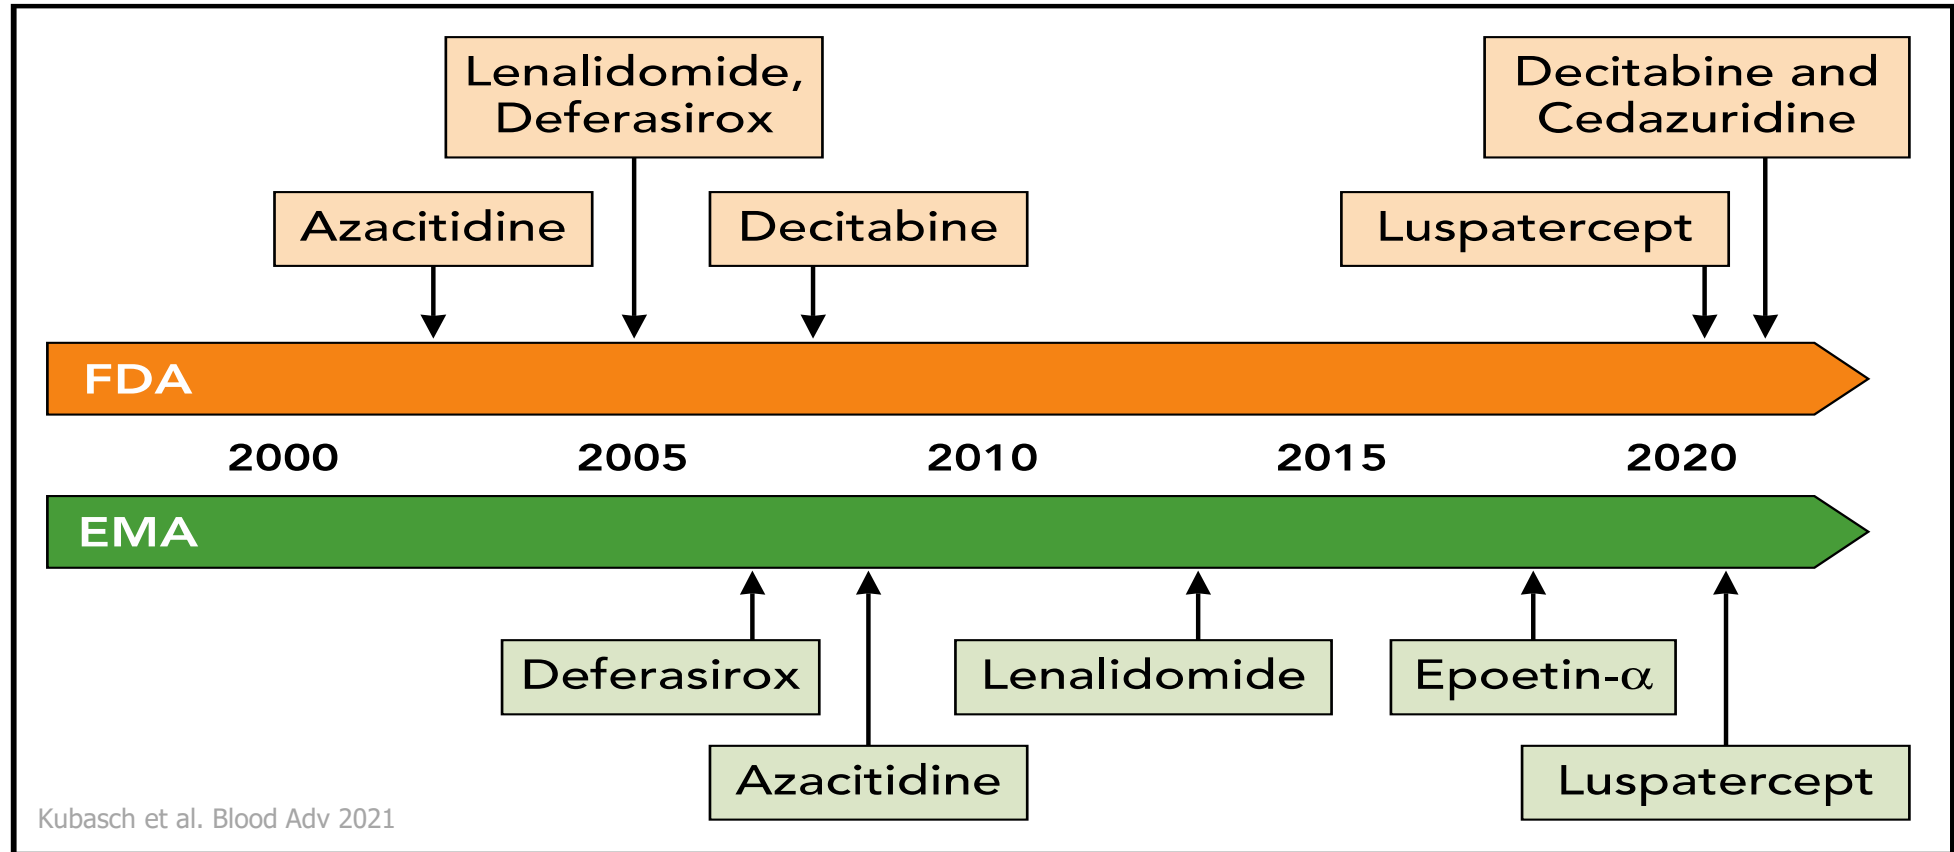 Lenalidomide,
Deferasirox
Decitabine and
Cedazuridine
Azacitidine
Decitabine
Luspatercept
FDA
2000 2005 2010 2015 2020
EMA
Deferasirox
Lenalidomide
Epoetin-α
Azacitidine
Luspatercept
Kubasch et al. Blood Adv 2021